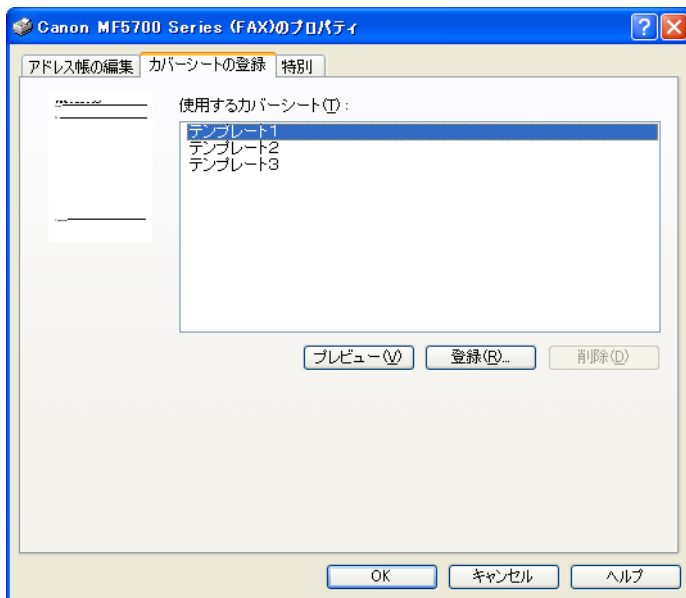 Canon MF5700 Series (FAX)のプロパティ
アドレス帳の編集 カバーシートの登録 特別
使用するカバーシート(T):
テンプレート1
テンプレート2
テンプレート3
プレビュー(V) 登録(R)... 削除(D)
OK キャンセル ヘルプ